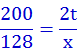 200/128 = 2t/x